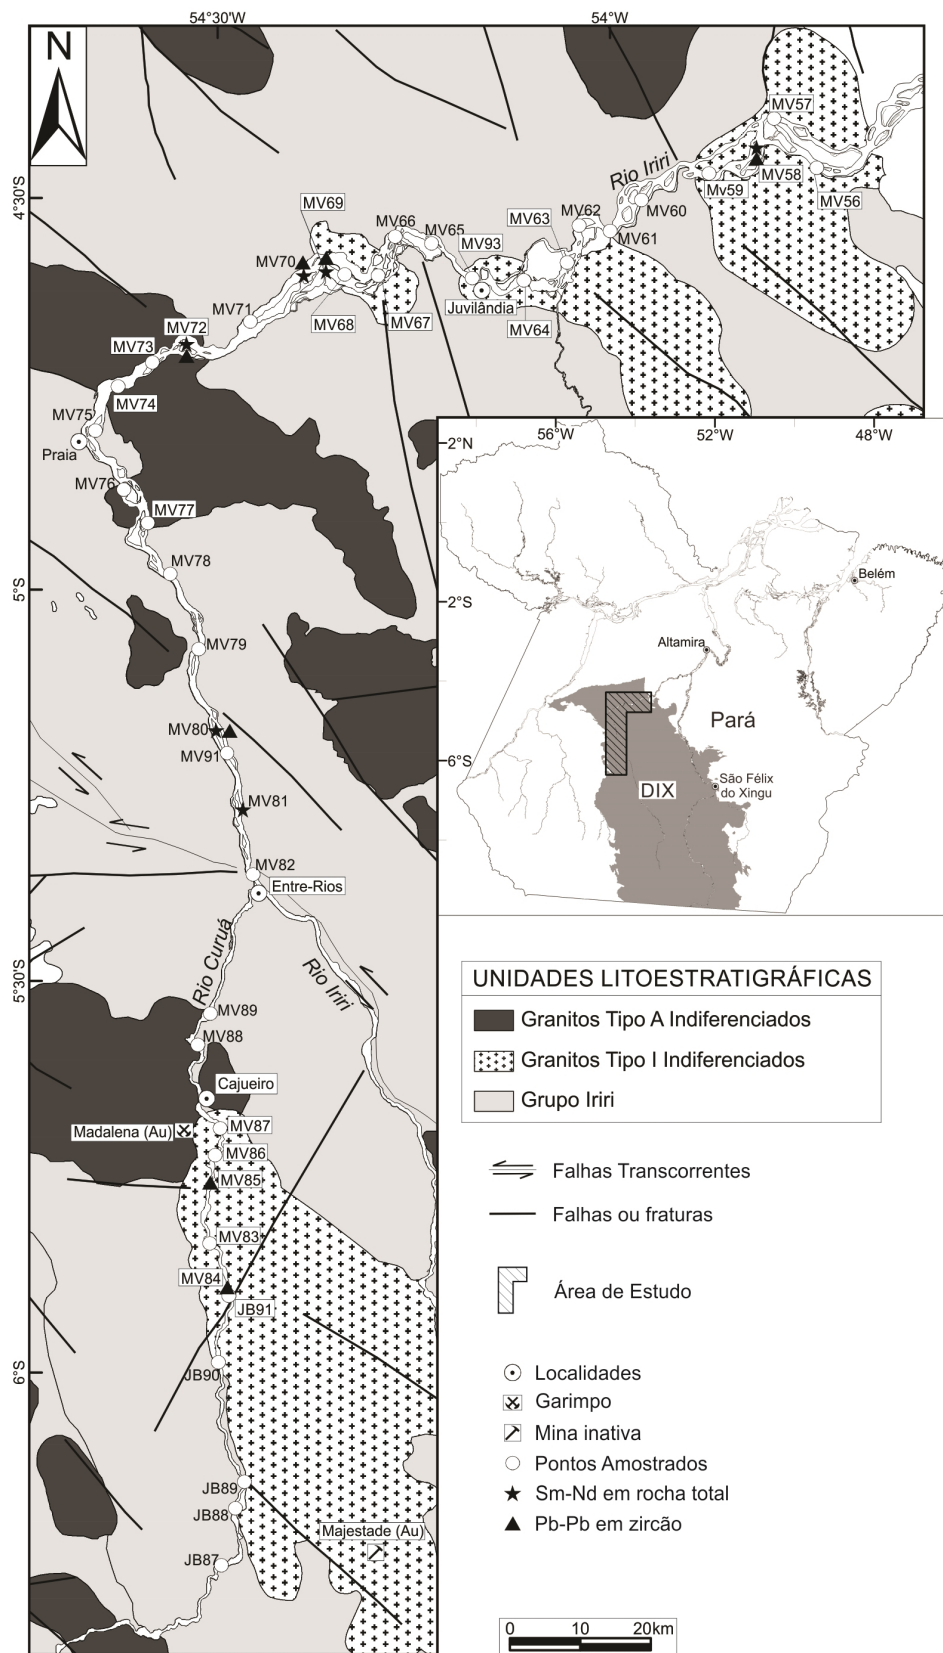 54°30'W
54°W
N
MV57
Rio Iriri
MV58
Mv59
MV56
4°30'S
MV69
MV66
MV65
MV63
MV62
MV60
MV61
MV93
MV70
Juvilândia
MV71
MV68
MV67
MV64
MV72
MV73
MV74
MV75
Praia
MV76
MV77
MV78
5°S
MV79
MV80
MV91
MV81
MV82
Entre-Rios
Rio Curuá
Rio Iriri
5°30'S
MV89
MV88
Cajueiro
Madalena (Au)
MV87
MV86
MV85
MV83
MV84
JB91
6°S
JB90
JB89
JB88
Majestade (Au)
JB87
56°W
52°W
48°W
2°N
2°S
Belém
Altamira
Pará
6°S
DIX
São Félix
do Xingu
UNIDADES LITOESTRATIGRÁFICAS
Granitos Tipo A Indiferenciados
Granitos Tipo I Indiferenciados
Grupo Iriri
Falhas Transcorrentes
Falhas ou fraturas
Área de Estudo
Localidades
Garimpo
Mina inativa
Pontos Amostrados
Sm-Nd em rocha total
Pb-Pb em zircão
0 10 20km